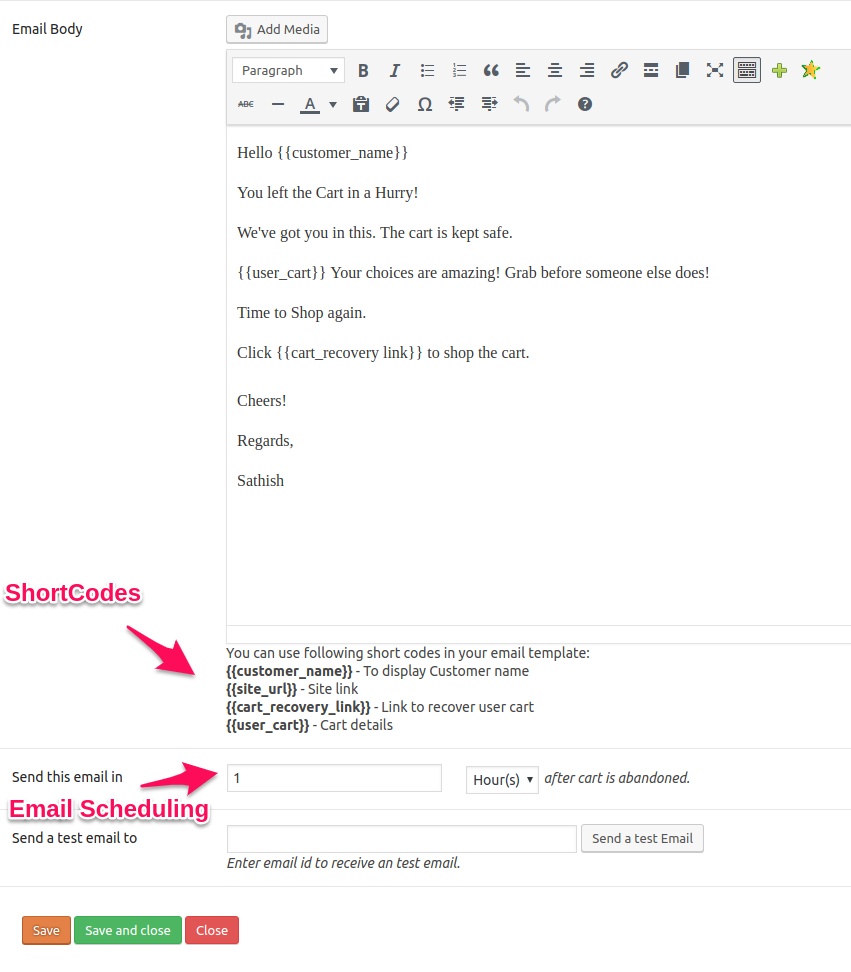 Email Body
Add Media
Paragraph
ABC
Hello {{customer_name}}
You left the Cart in a Hurry!
We've got you in this. The cart is kept safe.
{{user_cart}} Your choices are amazing! Grab before someone else does!
Time to Shop again.
Click {{cart_recovery link}} to shop the cart.
Cheers!
Regards,
Sathish
ShortCodes
You can use following short codes in your email template:
{{customer_name}} - To display Customer name
{{site_url}} - Site link
{{cart_recovery_link}} - Link to recover user cart
{{user_cart}} - Cart details
Send this email in 1 Hour(s) after cart is abandoned.
Email Scheduling
Send a test email to Send a test Email
Enter email id to receive an test email.
Save Save and close Close